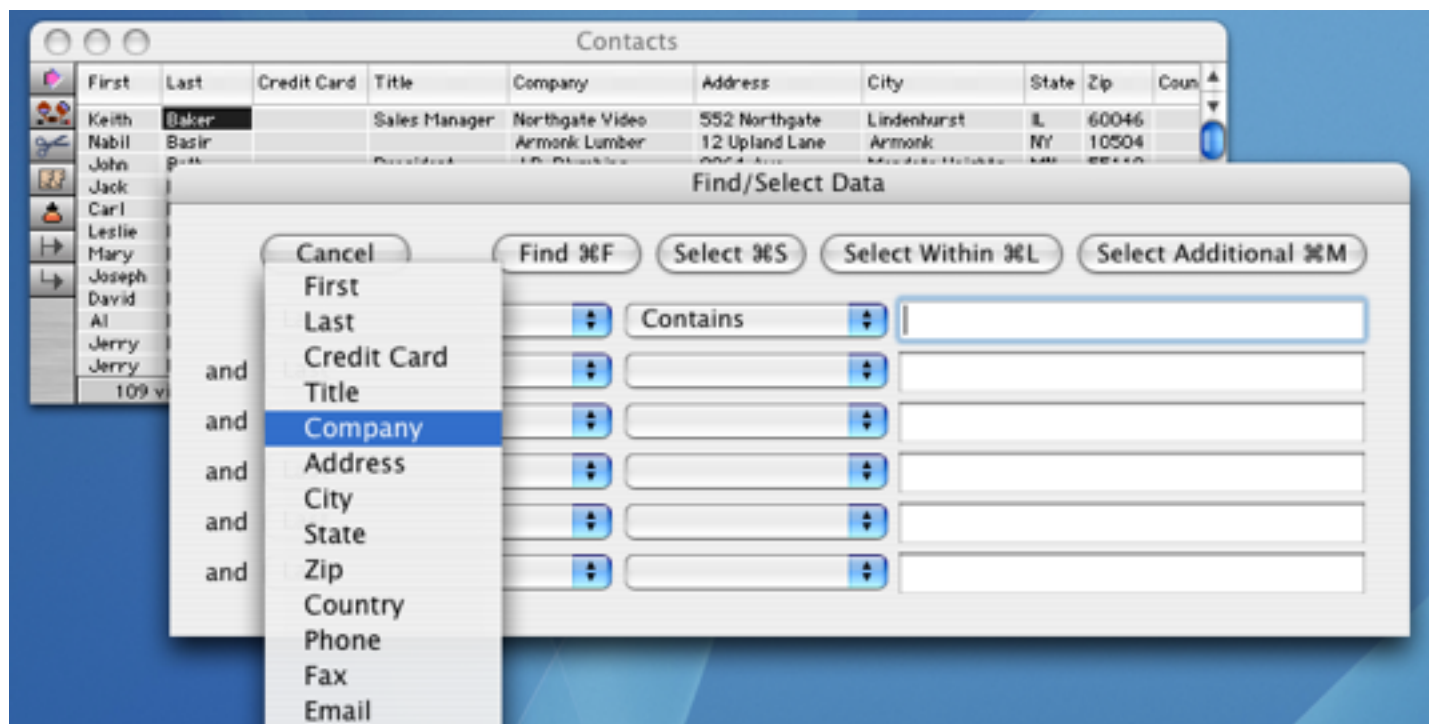 Contacts
First Last Credit Card Title Company Address City State Zip Coun
Keith Baker Sales Manager Northgate Video 552 Northgate Lindenhurst IL 60046
Nabil Basir Armonk Lumber 12 Upland Lane Armonk NY 10504
John
Jack
Carl
Leslie
Mary
Joseph
David
Al
Jerry
Jerry
109
Find/Select Data
Cancel Find ⌘F Select ⌘S Select Within ⌘L Select Additional ⌘M
Contains
and
and
and
and
and
First
Last
Credit Card
Title
Company
Address
City
State
Zip
Country
Phone
Fax
Email